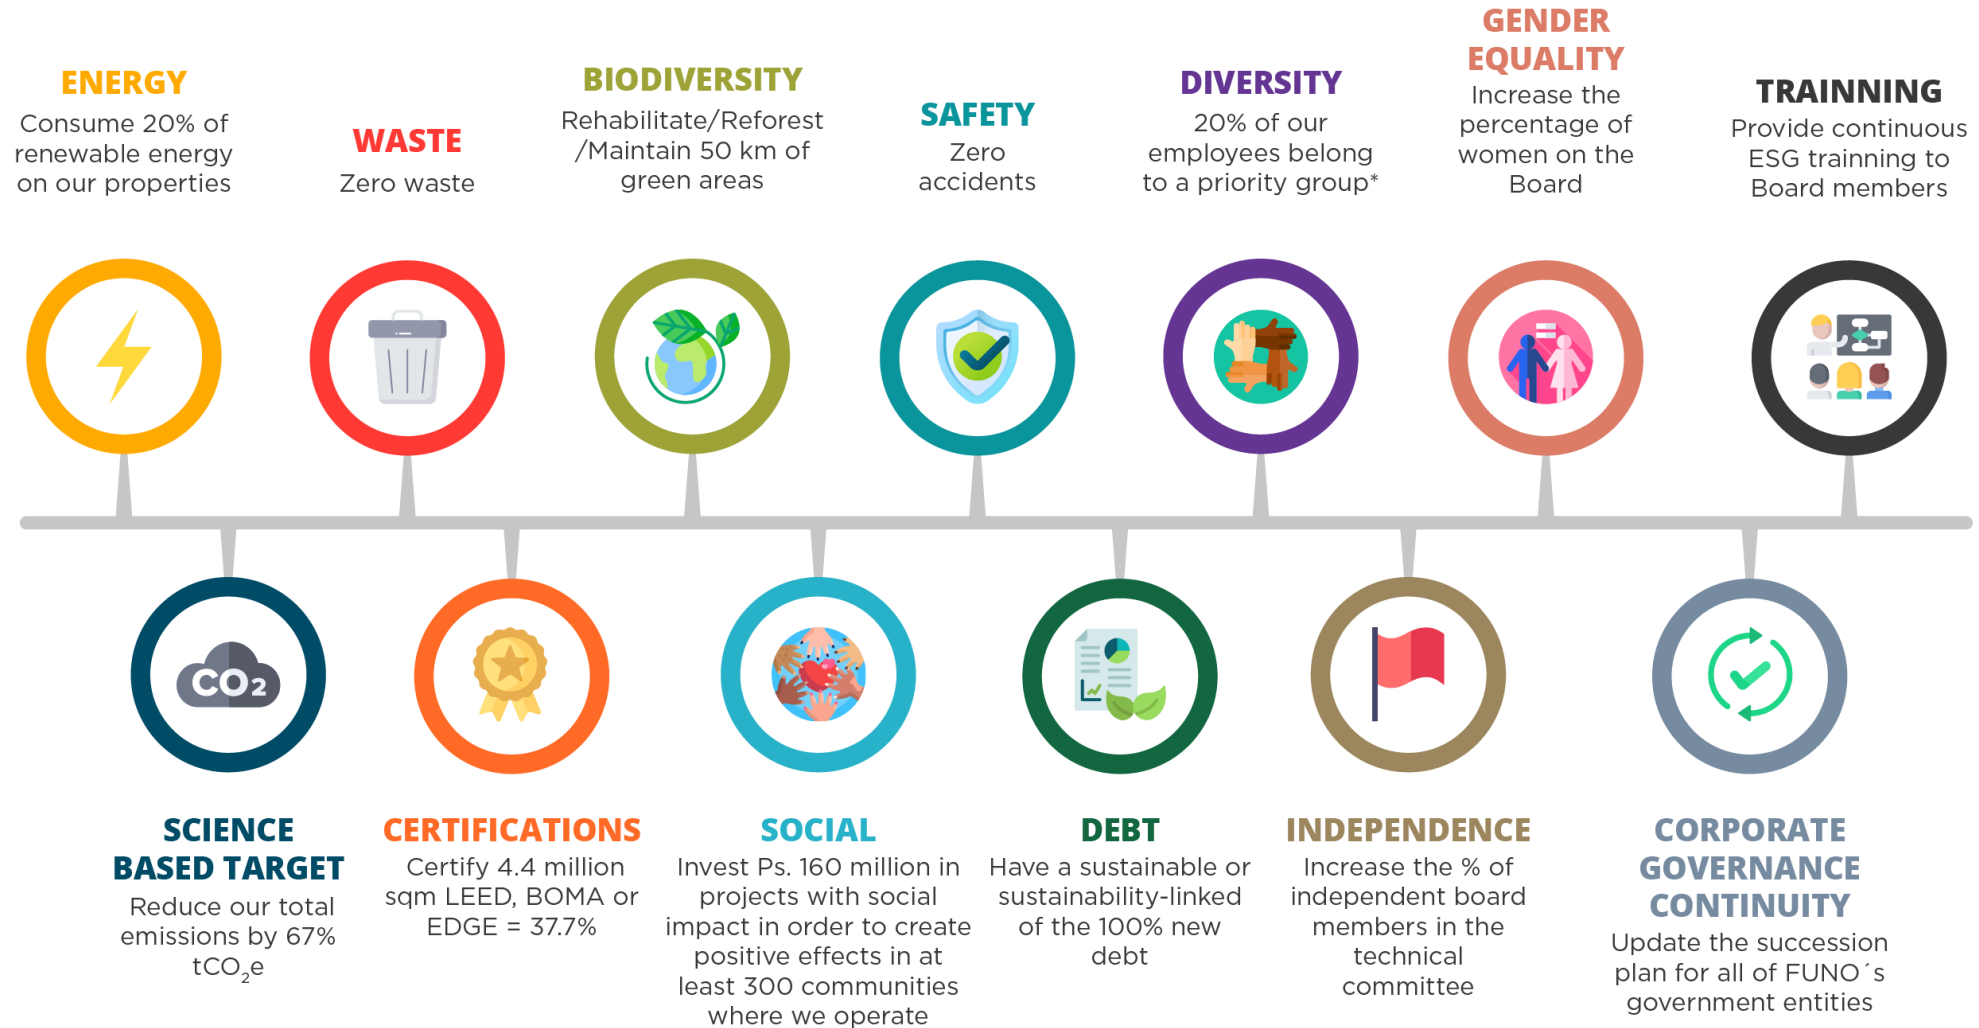 ENERGY
Consume 20% of
renewable energy
on our properties
WASTE
Zero waste
BIODIVERSITY
Rehabilitate/Reforest
/Maintain 50 km of
green areas
SAFETY
Zero
accidents
DIVERSITY
20% of our
employees belong
to a priority group*
GENDER
EQUALITY
Increase the
percentage of
women on the
Board
TRAINNING
Provide continuous
ESG trainning to
Board members
CO2
SCIENCE
BASED TARGET
Reduce our total
emissions by 67%
tCO₂e
CERTIFICATIONS
Certify 4.4 million
sqm LEED, BOMA or
EDGE = 37.7%
SOCIAL
Invest Ps. 160 million in
projects with social
impact in order to create
positive effects in at
least 300 communities
where we operate
DEBT
Have a sustainable or
sustainability-linked
of the 100% new
debt
INDEPENDENCE
Increase the % of
independent board
members in the
technical
committee
CORPORATE
GOVERNANCE
CONTINUITY
Update the succession
plan for all of FUNO´s
government entities